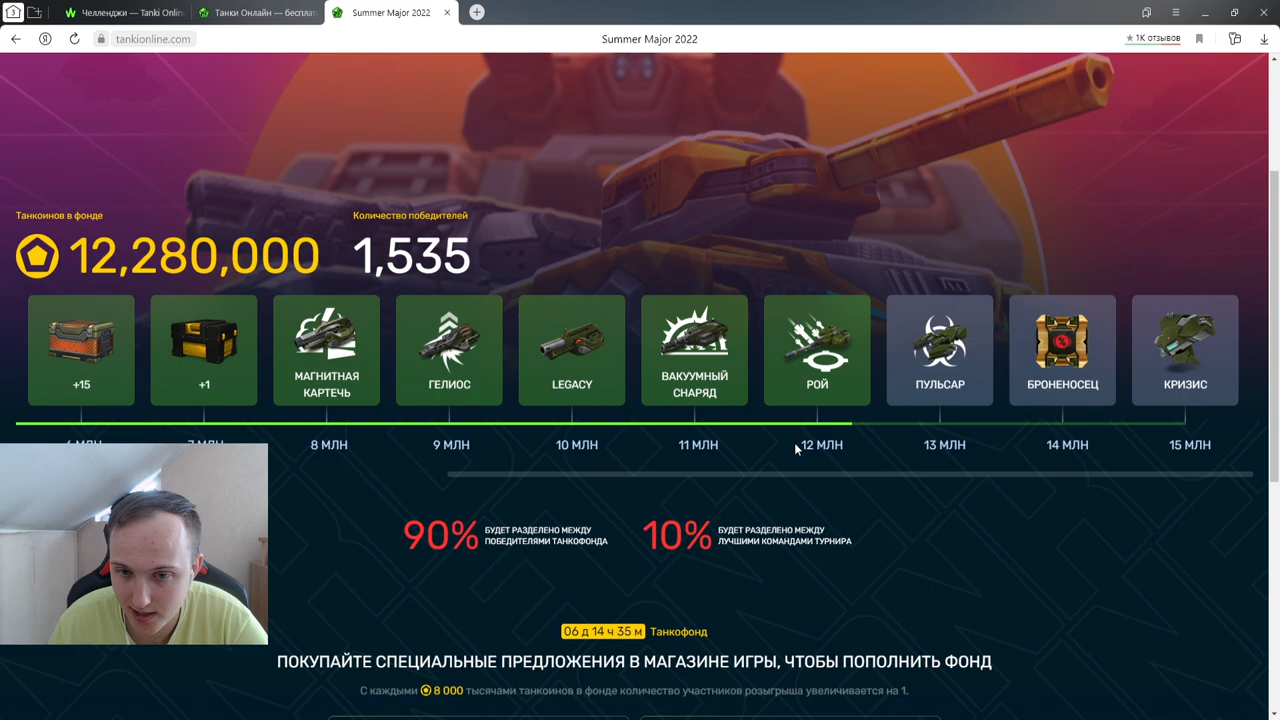 3
Челленджи — Tanki Onlin
Танки Онлайн — бесплат
Summer Major 2022
tankionline.com
Summer Major 2022
1К отзывов
Танкоинов в фонде
Количество победителей
12,280,000
1,535
+15
+1
МАГНИТНАЯ
КАРТЕЧЬ
ГЕЛИОС
LEGACY
ВАКУУМНЫЙ
СНАРЯД
РОЙ
ПУЛЬСАР
БРОНЕНОСЕЦ
КРИЗИС
8 МЛН
9 МЛН
10 МЛН
11 МЛН
12 МЛН
13 МЛН
14 МЛН
15 МЛН
90% БУДЕТ РАЗДЕЛЕНО МЕЖДУ
ПОБЕДИТЕЛЯМИ ТАНКОФОНДА
10% БУДЕТ РАЗДЕЛЕНО МЕЖДУ
ЛУЧШИМИ КОМАНДАМИ ТУРНИРА
06 д 14 ч 35 м Танкофонд
ПОКУПАЙТЕ СПЕЦИАЛЬНЫЕ ПРЕДЛОЖЕНИЯ В МАГАЗИНЕ ИГРЫ, ЧТОБЫ ПОПОЛНИТЬ ФОНД
С каждыми 8 000 тысячами танкоинов в фонде количество участников розыгрыша увеличивается на 1.